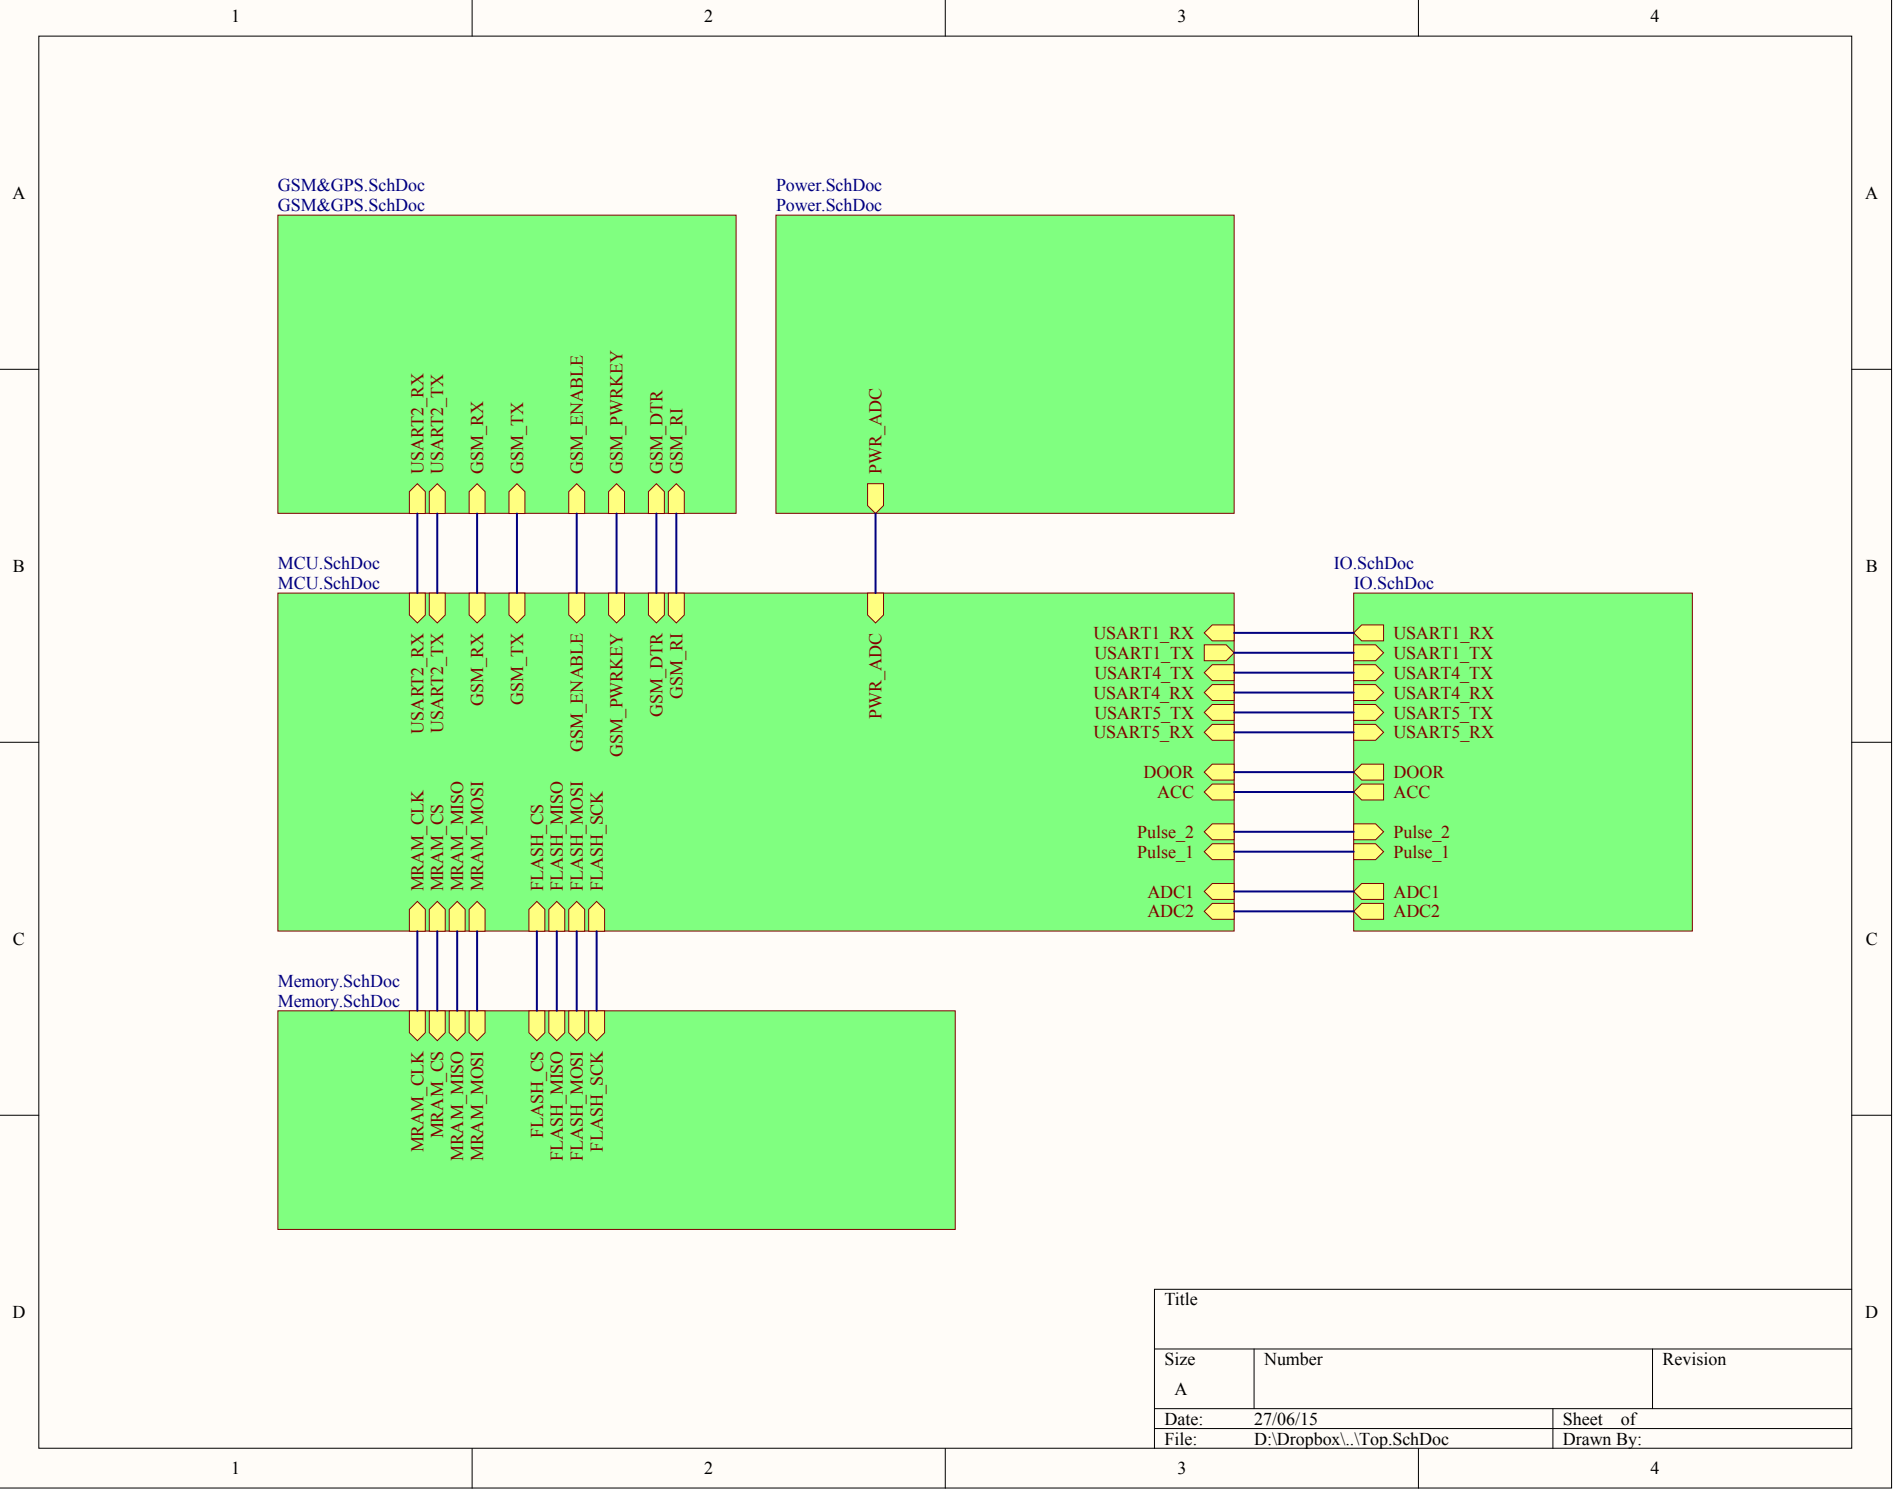 1 2 3 4
A A
GSM&GPS.SchDoc
GSM&GPS.SchDoc
USART2_RX
USART2_TX
GSM_RX
GSM_TX
GSM_ENABLE
GSM_PWRKEY
GSM_DTR
GSM_RI
Power.SchDoc
Power.SchDoc
PWR_ADC
B B
MCU.SchDoc
MCU.SchDoc
USART2_RX
USART2_TX
GSM_RX
GSM_TX
GSM_ENABLE
GSM_PWRKEY
GSM_DTR
GSM_RI
PWR_ADC
USART1_RX
USART1_TX
USART4_TX
USART4_RX
USART5_TX
USART5_RX
DOOR
ACC
Pulse_2
Pulse_1
ADC1
ADC2
MRAM_CLK
MRAM_CS
MRAM_MISO
MRAM_MOSI
FLASH_CS
FLASH_MISO
FLASH_MOSI
FLASH_SCK
IO.SchDoc
IO.SchDoc
USART1_RX
USART1_TX
USART4_TX
USART4_RX
USART5_TX
USART5_RX
DOOR
ACC
Pulse_2
Pulse_1
ADC1
ADC2
C C
Memory.SchDoc
Memory.SchDoc
MRAM_CLK
MRAM_CS
MRAM_MISO
MRAM_MOSI
FLASH_CS
FLASH_MISO
FLASH_MOSI
FLASH_SCK
D D
Title
Size Number Revision
A
Date: 27/06/15 Sheet of
File: D:\Dropbox\..\Top.SchDoc Drawn By:
1 2 3 4